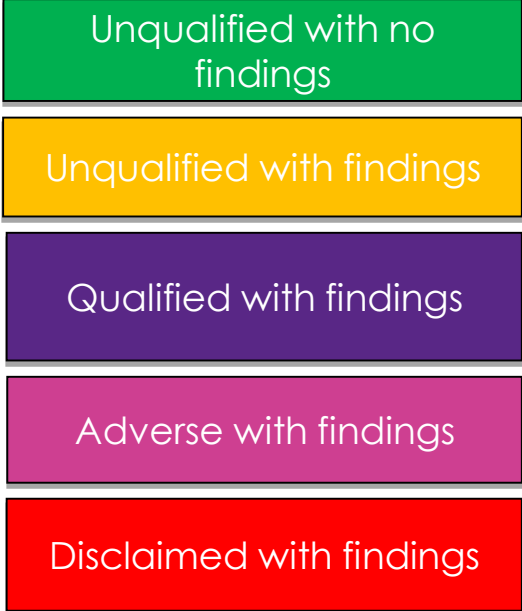 Unqualified with no
findings
Unqualified with findings
Qualified with findings
Adverse with findings
Disclaimed with findings